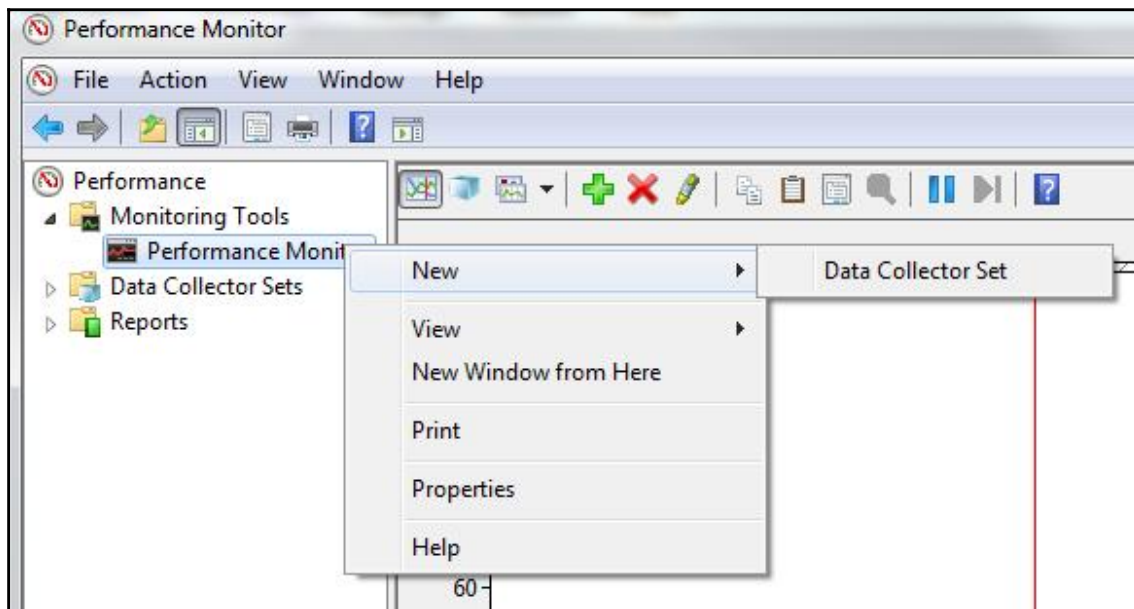 Performance Monitor
File Action View Window Help
Performance
Monitoring Tools
Performance Monit
Data Collector Sets
Reports
New
Data Collector Set
View
New Window from Here
Print
Properties
Help
60